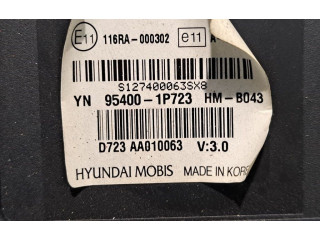 E11 116RA-000302 e11 A
S127400063SX8
YN 95400-1P723 HM-B043
D723 AA010063 V:3.0
HYUNDAI MOBIS MADE IN KOR